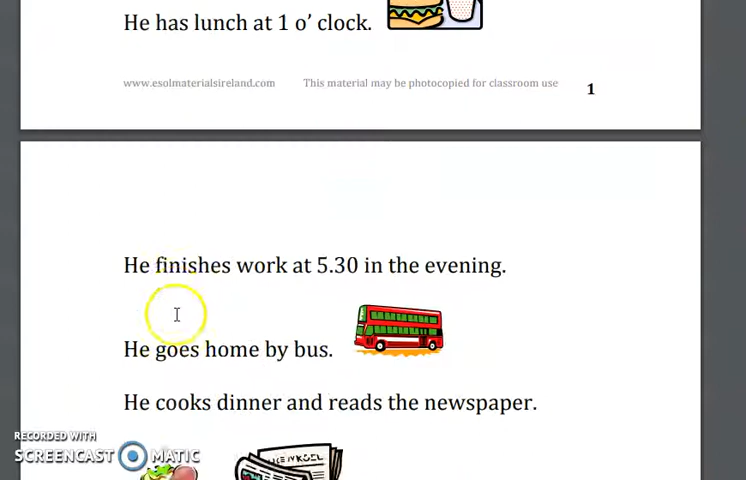 He has lunch at 1 o' clock.
www.esolmaterialsireland.com This material may be photocopied for classroom use 1
He finishes work at 5.30 in the evening.
He goes home by bus.
He cooks dinner and reads the newspaper.
RECORDED WITH
SCREENCAST MATIC